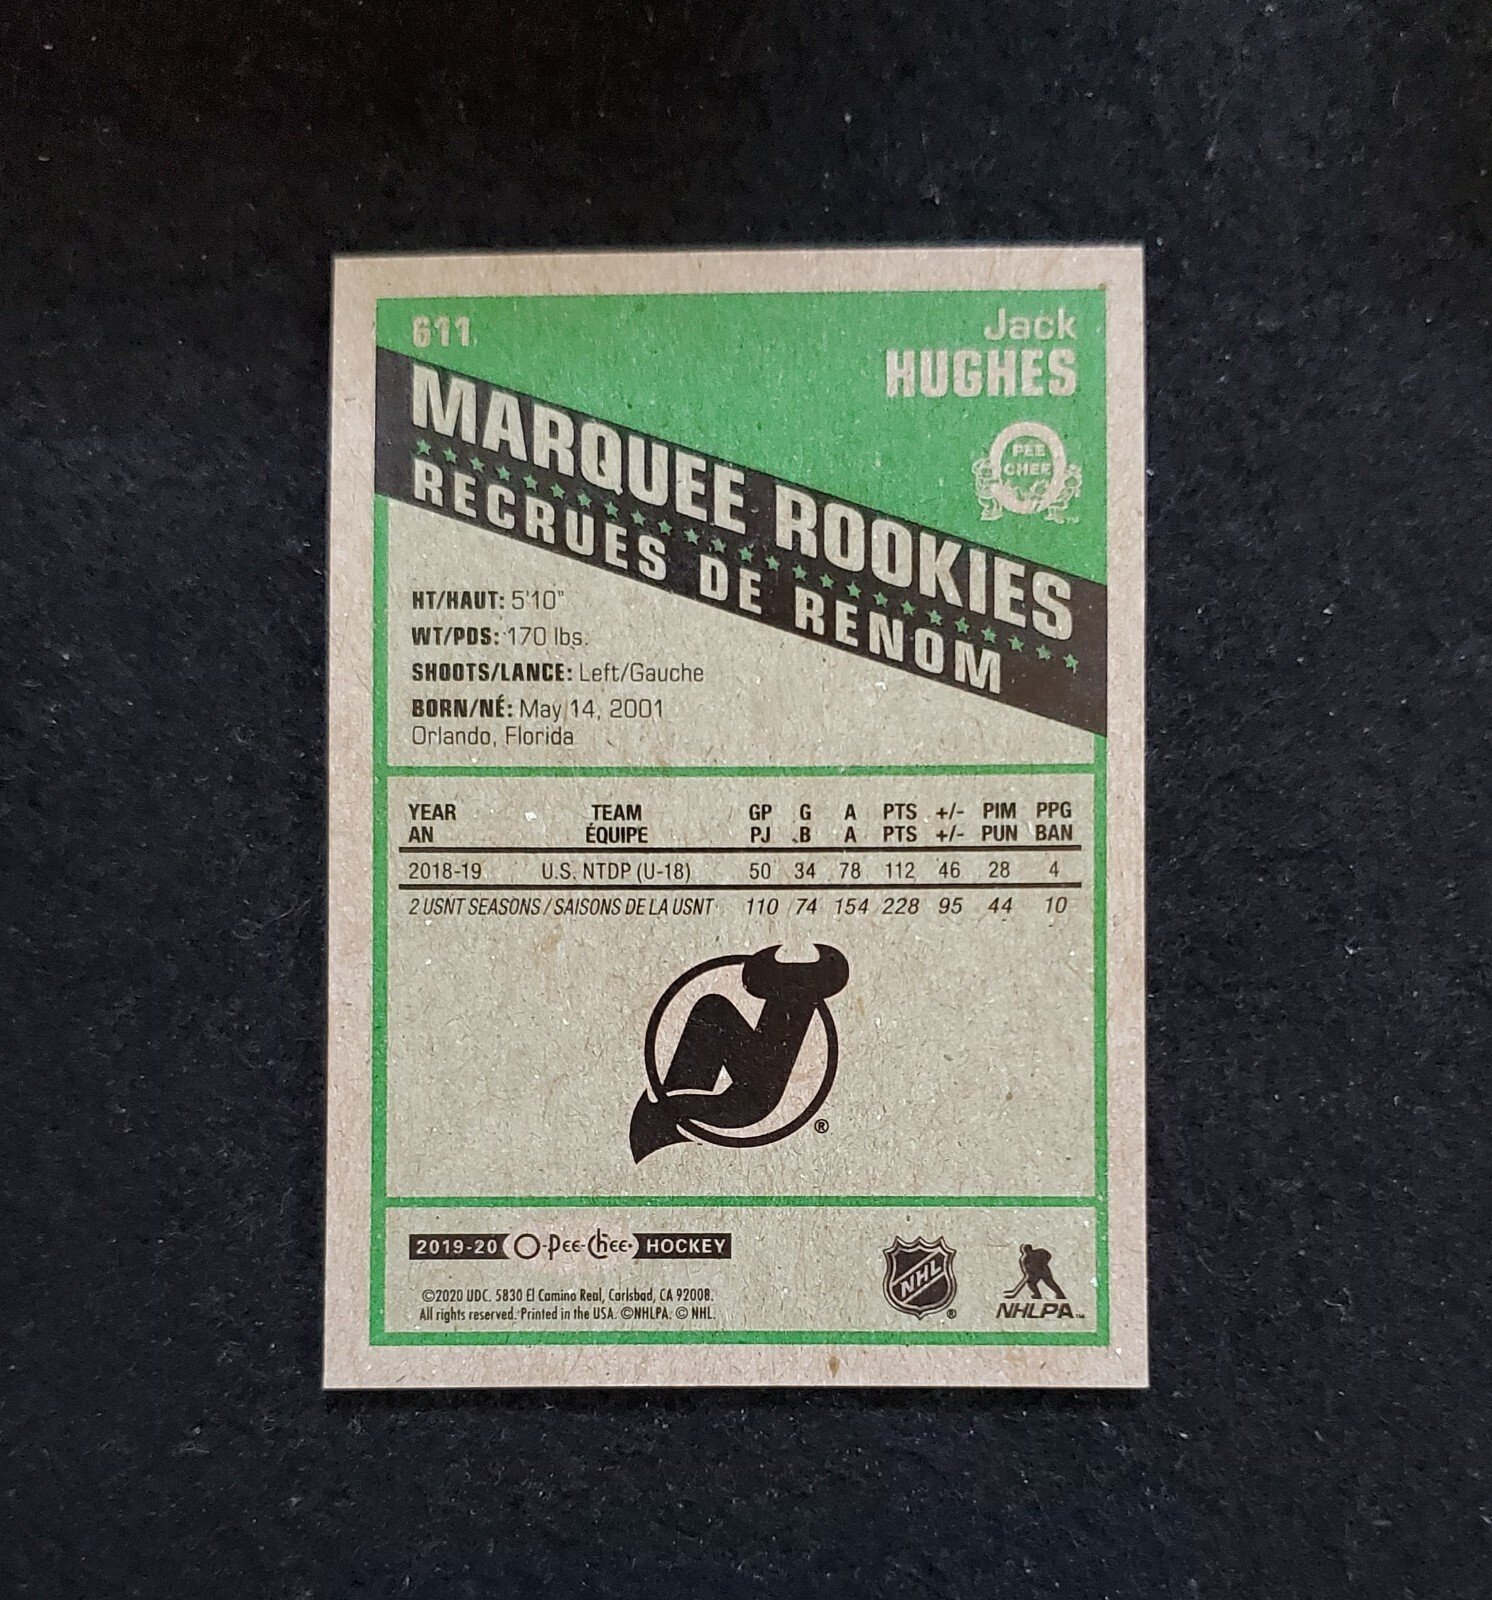 611
Jack
HUGHES
PEE
CHEE
MARQUEE ROOKIES
RECRUES DE RENOM
HT/HAUT: 5'10"
WT/PDS: 170 lbs.
SHOOTS/LANCE: Left/Gauche
BORN/NÉ: May 14, 2001
Orlando, Florida
YEAR TEAM GP G A PTS +/- PIM PPG
AN ÉQUIPE PJ B A PTS +/- PUN BAN
2018-19 U.S. NTDP (U-18) 50 34 78 112 46 28 4
2 USNT SEASONS / SAISONS DE LA USNT 110 74 154 228 95 44 10
®
2019-20 O-Pee-Chee HOCKEY
©2020 UDC. 5830 El Camino Real, Carlsbad, CA 92008.
All rights reserved. Printed in the USA. ©NHLPA. © NHL.
NHL ®
NHLPA™